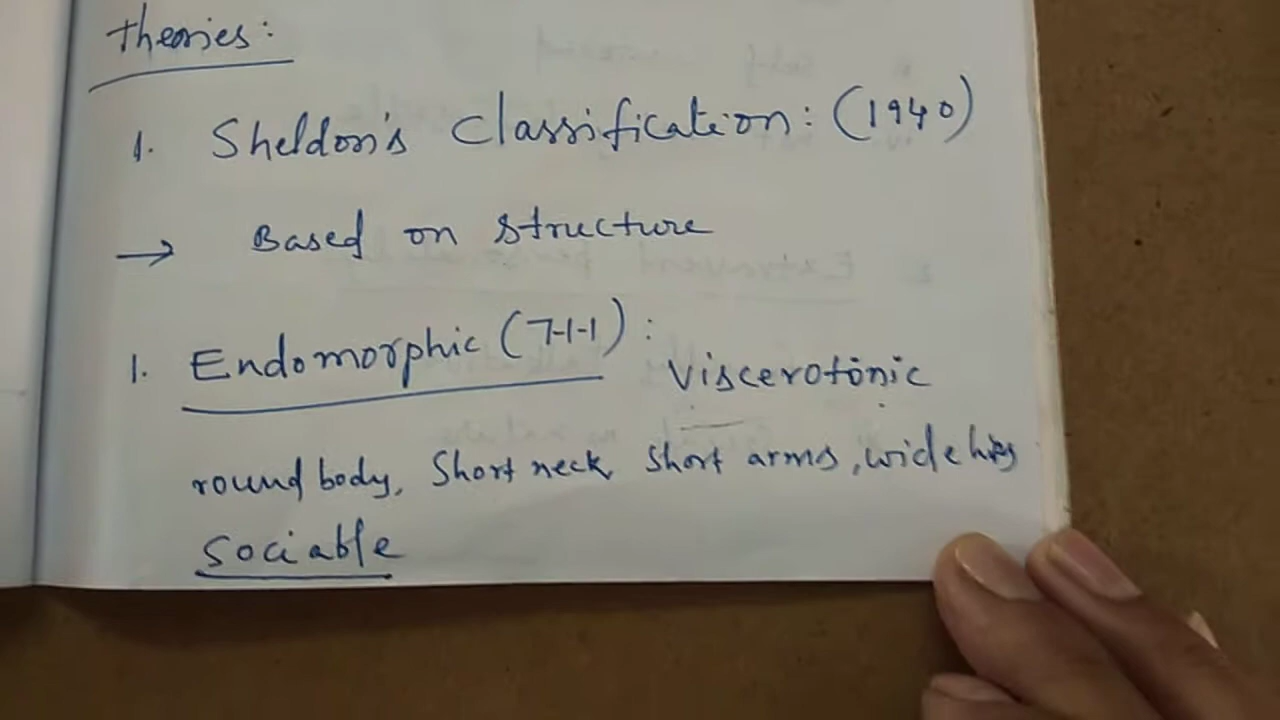 theories:
1. Sheldon's Classification: (1940)
→ Based on structure
1. Endomorphic (7-1-1): Viscerotonic
round body, Short neck, Short arms, wide hips
Sociable